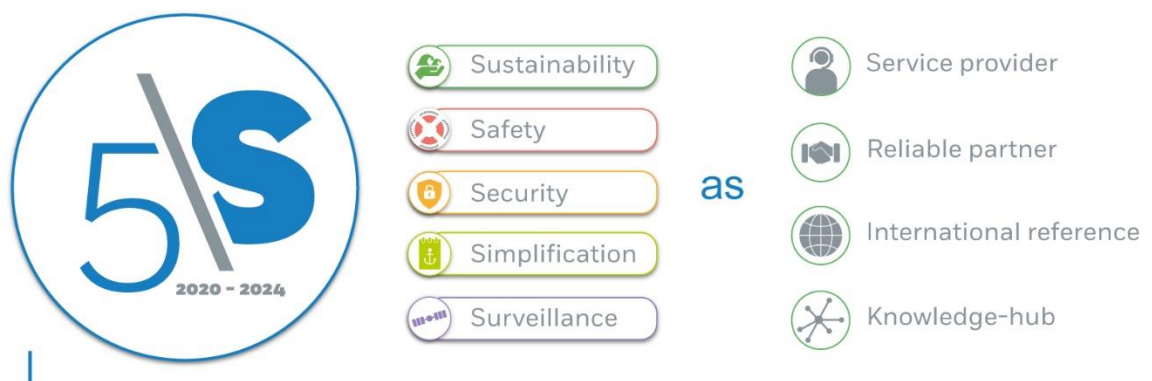 5\S
2020 - 2024
Sustainability
Safety
Security
Simplification
Surveillance
as
Service provider
Reliable partner
International reference
Knowledge-hub